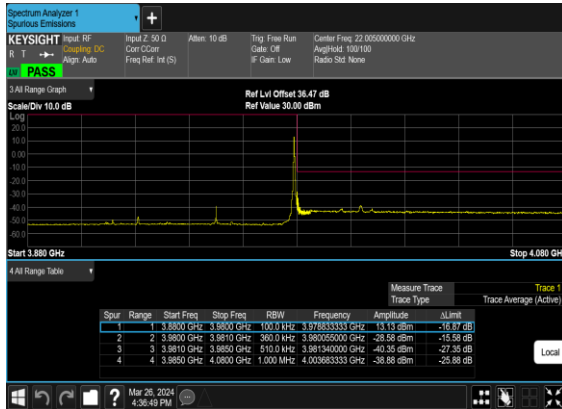 Spectrum Analyzer 1
Spurious Emissions
+
KEYSIGHT Input: RF Input Z: 50 Ω Atten: 10 dB Trig: Free Run Center Freq: 22.005000000 GHz
R T Coupling: DC Corr CCorr Gate: Off Avg|Hold: 100/100
Align: Auto Freq Ref: Int (S) IF Gain: Low Radio Std: None
PASS
3 All Range Graph
Ref Lvl Offset 36.47 dB
Scale/Div 10.0 dB Ref Value 30.00 dBm
Log
20.0
10.0
0.00
-10.0
-20.0
-30.0
-40.0
-50.0
-60.0
Start 3.880 GHz Stop 4.080 GH
4 All Range Table
Measure Trace Trace 1
Trace Type Trace Average (Active)
Spur Range Start Freq Stop Freq RBW Frequency Amplitude ΔLimit
1 1 3.8800 GHz 3.9800 GHz 100.0 kHz 3.978833333 GHz 13.13 dBm -16.87 dB
2 2 3.9800 GHz 3.9810 GHz 360.0 kHz 3.980055000 GHz -28.58 dBm -15.58 dB
3 3 3.9810 GHz 3.9850 GHz 510.0 kHz 3.981340000 GHz -40.35 dBm -27.35 dB
4 4 3.9850 GHz 4.0800 GHz 1.000 MHz 4.003683333 GHz -38.88 dBm -25.88 dB
Local
? Mar 26, 2024
4:36:49 PM